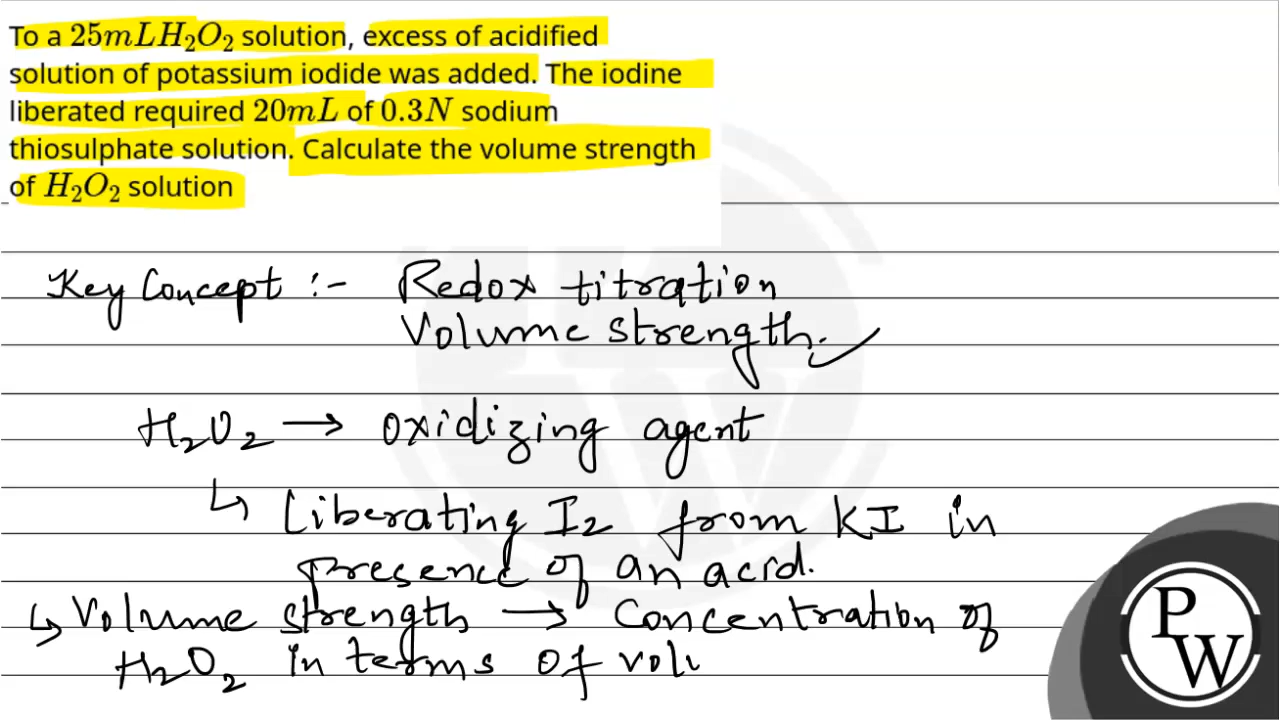 To a 25mLH₂O₂ solution, excess of acidified
solution of potassium iodide was added. The iodine
liberated required 20mL of 0.3N sodium
thiosulphate solution. Calculate the volume strength
of H₂O₂ solution
Key Concept :- Redox titration
Volume strength.
H₂O₂ → oxidizing agent
↳ Liberating I₂ from KI in
presence of an acid.
↳ Volume strength → Concentration of
H₂O₂ in terms of volu
P
W